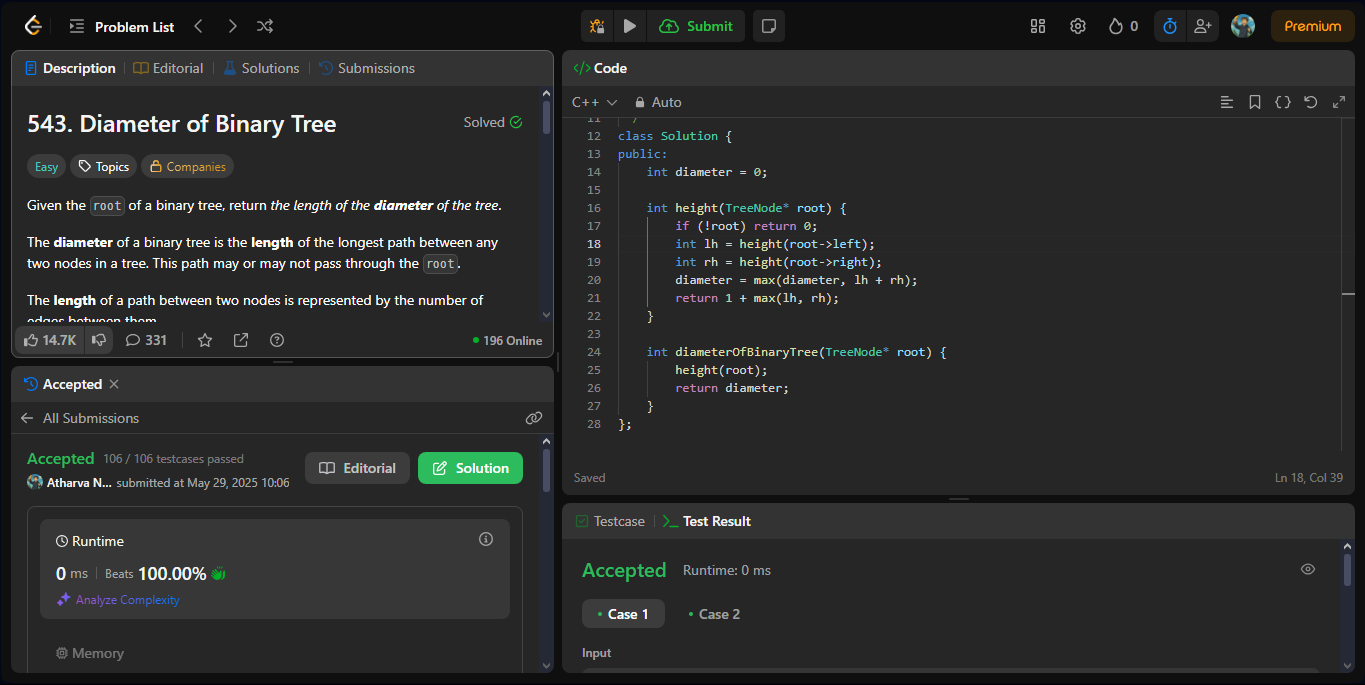 Problem List
Submit
0
Premium
Description
Editorial
Solutions
Submissions
543. Diameter of Binary Tree
Solved
Easy
Topics
Companies
Given the root of a binary tree, return the length of the diameter of the tree.
The diameter of a binary tree is the length of the longest path between any
two nodes in a tree. This path may or may not pass through the root.
The length of a path between two nodes is represented by the number of
edges between them.
14.7K
331
196 Online
Accepted
All Submissions
Accepted 106 / 106 testcases passed
Atharva N... submitted at May 29, 2025 10:06
Editorial
Solution
Runtime
0 ms | Beats 100.00%
Analyze Complexity
Memory
</> Code
C++
Auto
11 */
12 class Solution {
13 public:
14     int diameter = 0;
15
16     int height(TreeNode* root) {
17         if (!root) return 0;
18         int lh = height(root->left);
19         int rh = height(root->right);
20         diameter = max(diameter, lh + rh);
21         return 1 + max(lh, rh);
22     }
23
24     int diameterOfBinaryTree(TreeNode* root) {
25         height(root);
26         return diameter;
27     }
28 };
Saved
Ln 18, Col 39
Testcase
Test Result
Accepted Runtime: 0 ms
Case 1
Case 2
Input